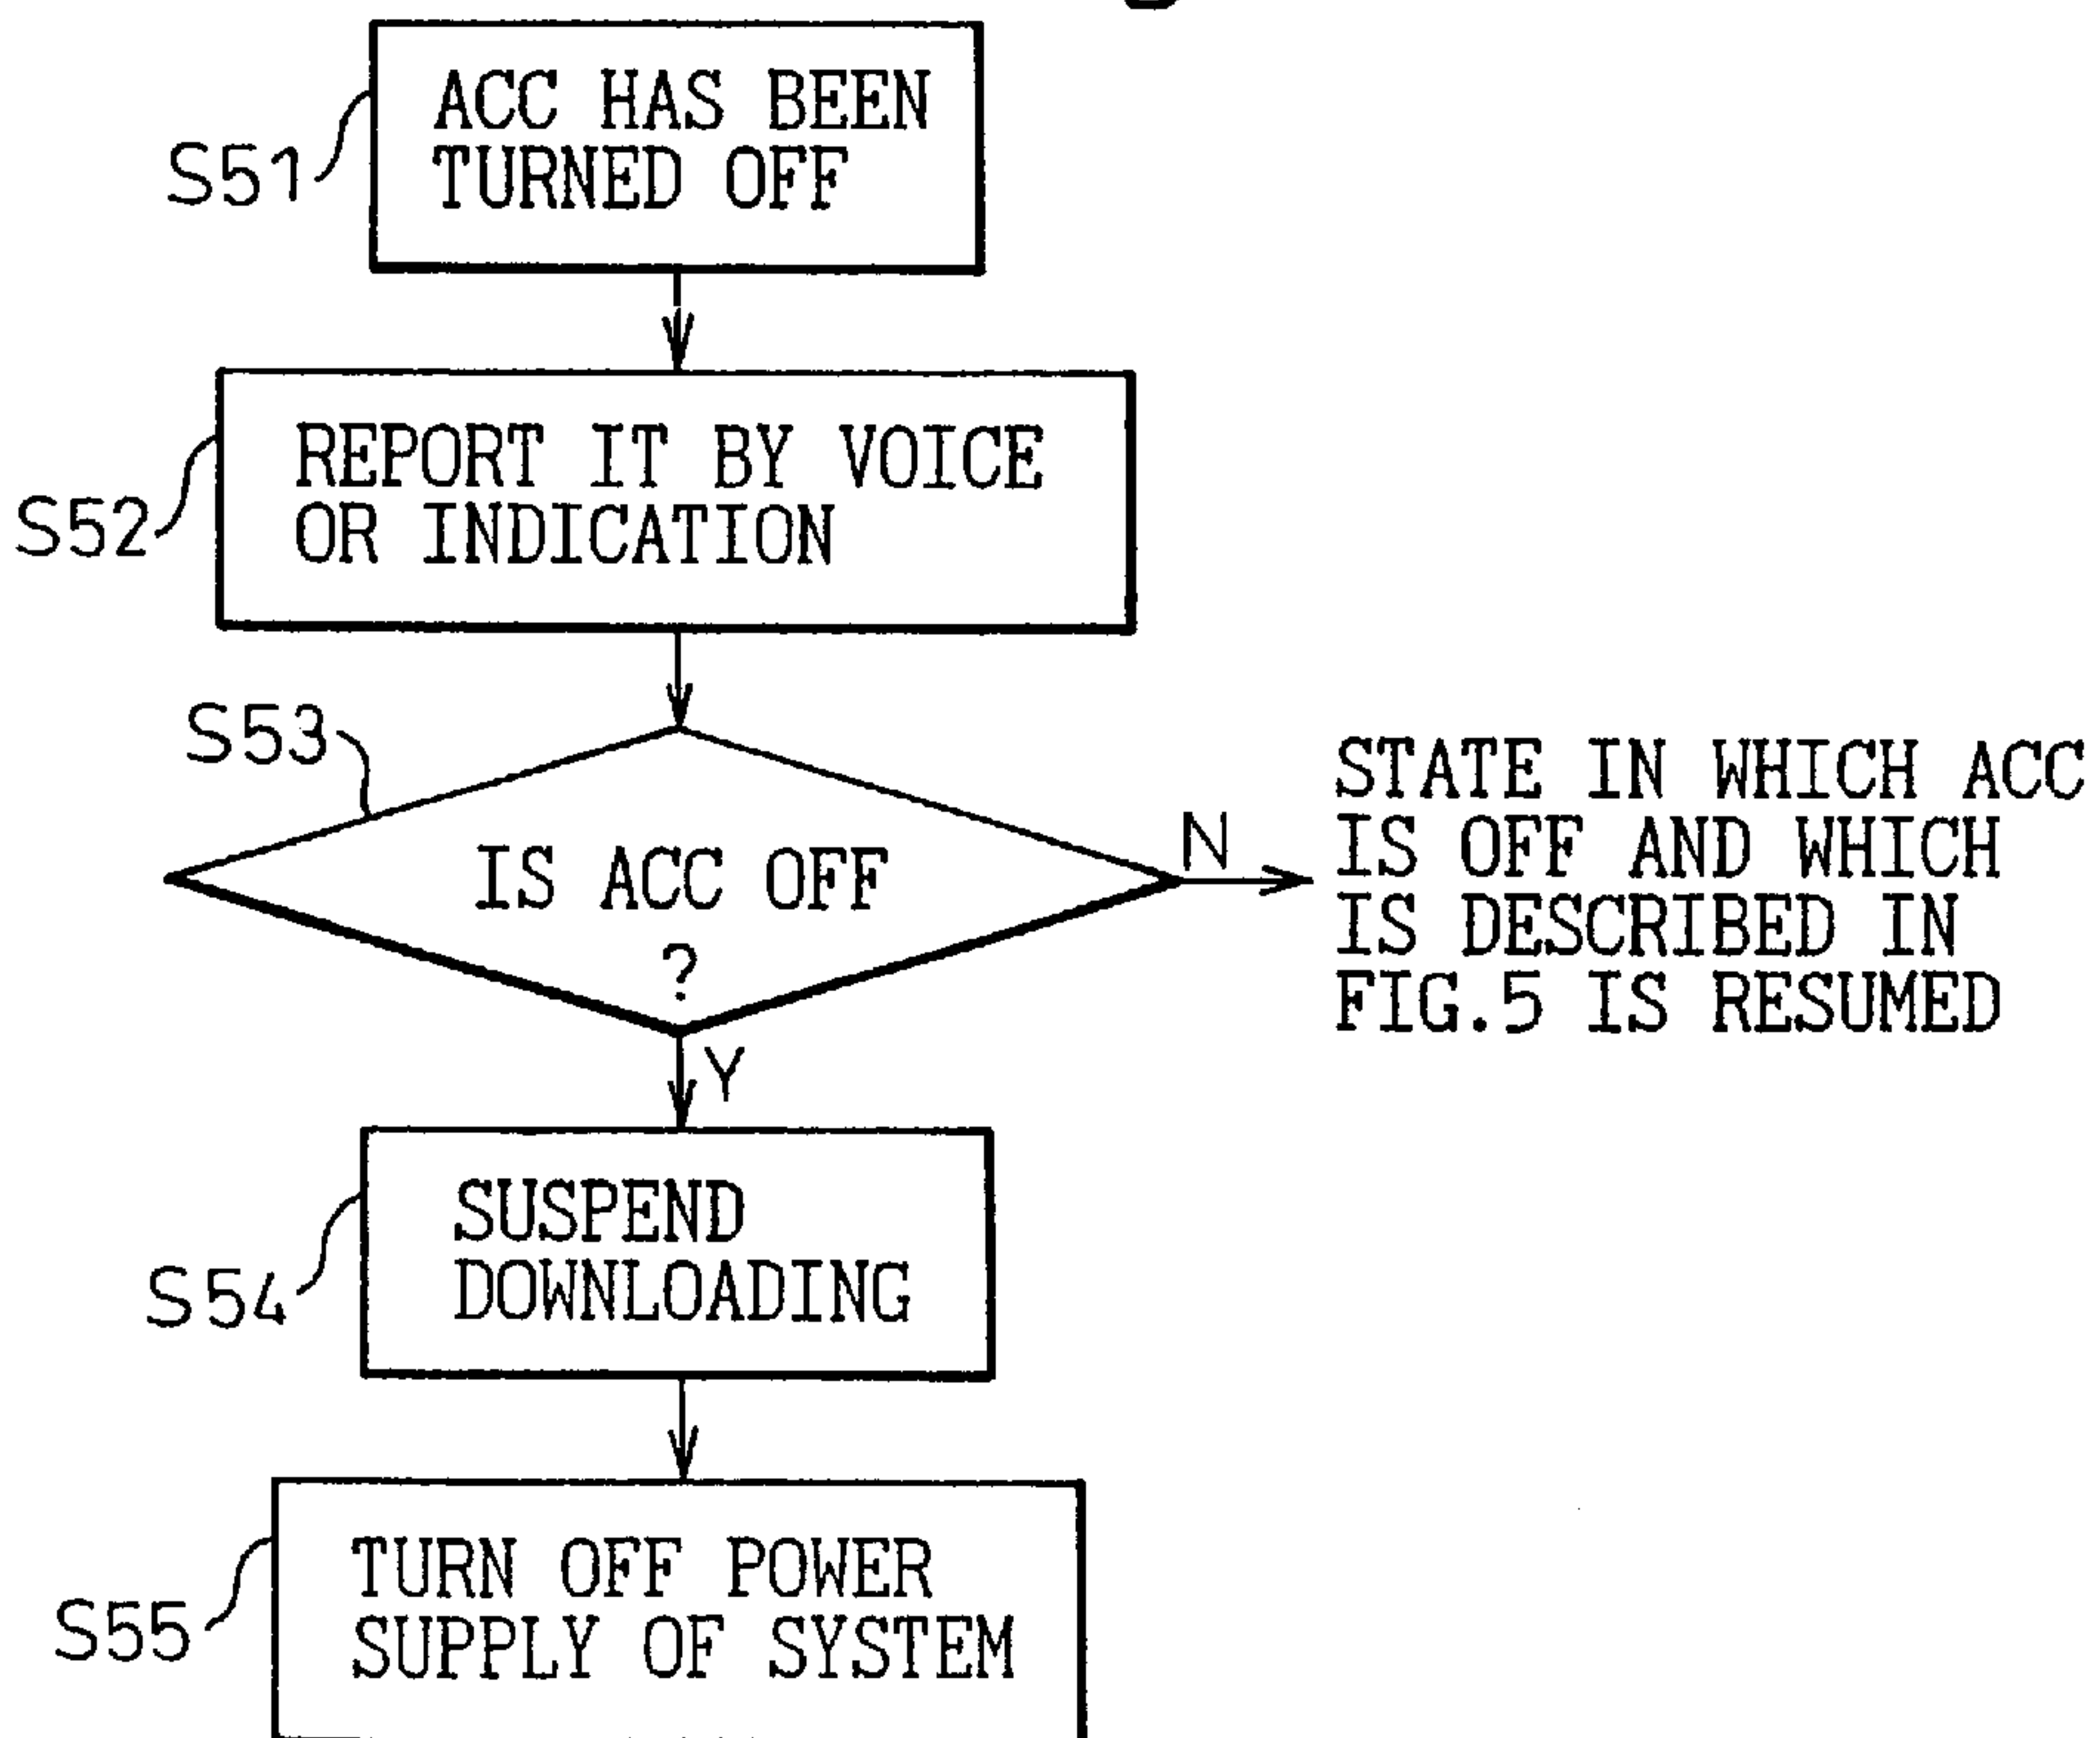 S51
ACC HAS BEEN
TURNED OFF
S52
REPORT IT BY VOICE
OR INDICATION
S53
IS ACC OFF
?
N
STATE IN WHICH ACC
IS OFF AND WHICH
IS DESCRIBED IN
FIG.5 IS RESUMED
Y
S54
SUSPEND
DOWNLOADING
S55
TURN OFF POWER
SUPPLY OF SYSTEM